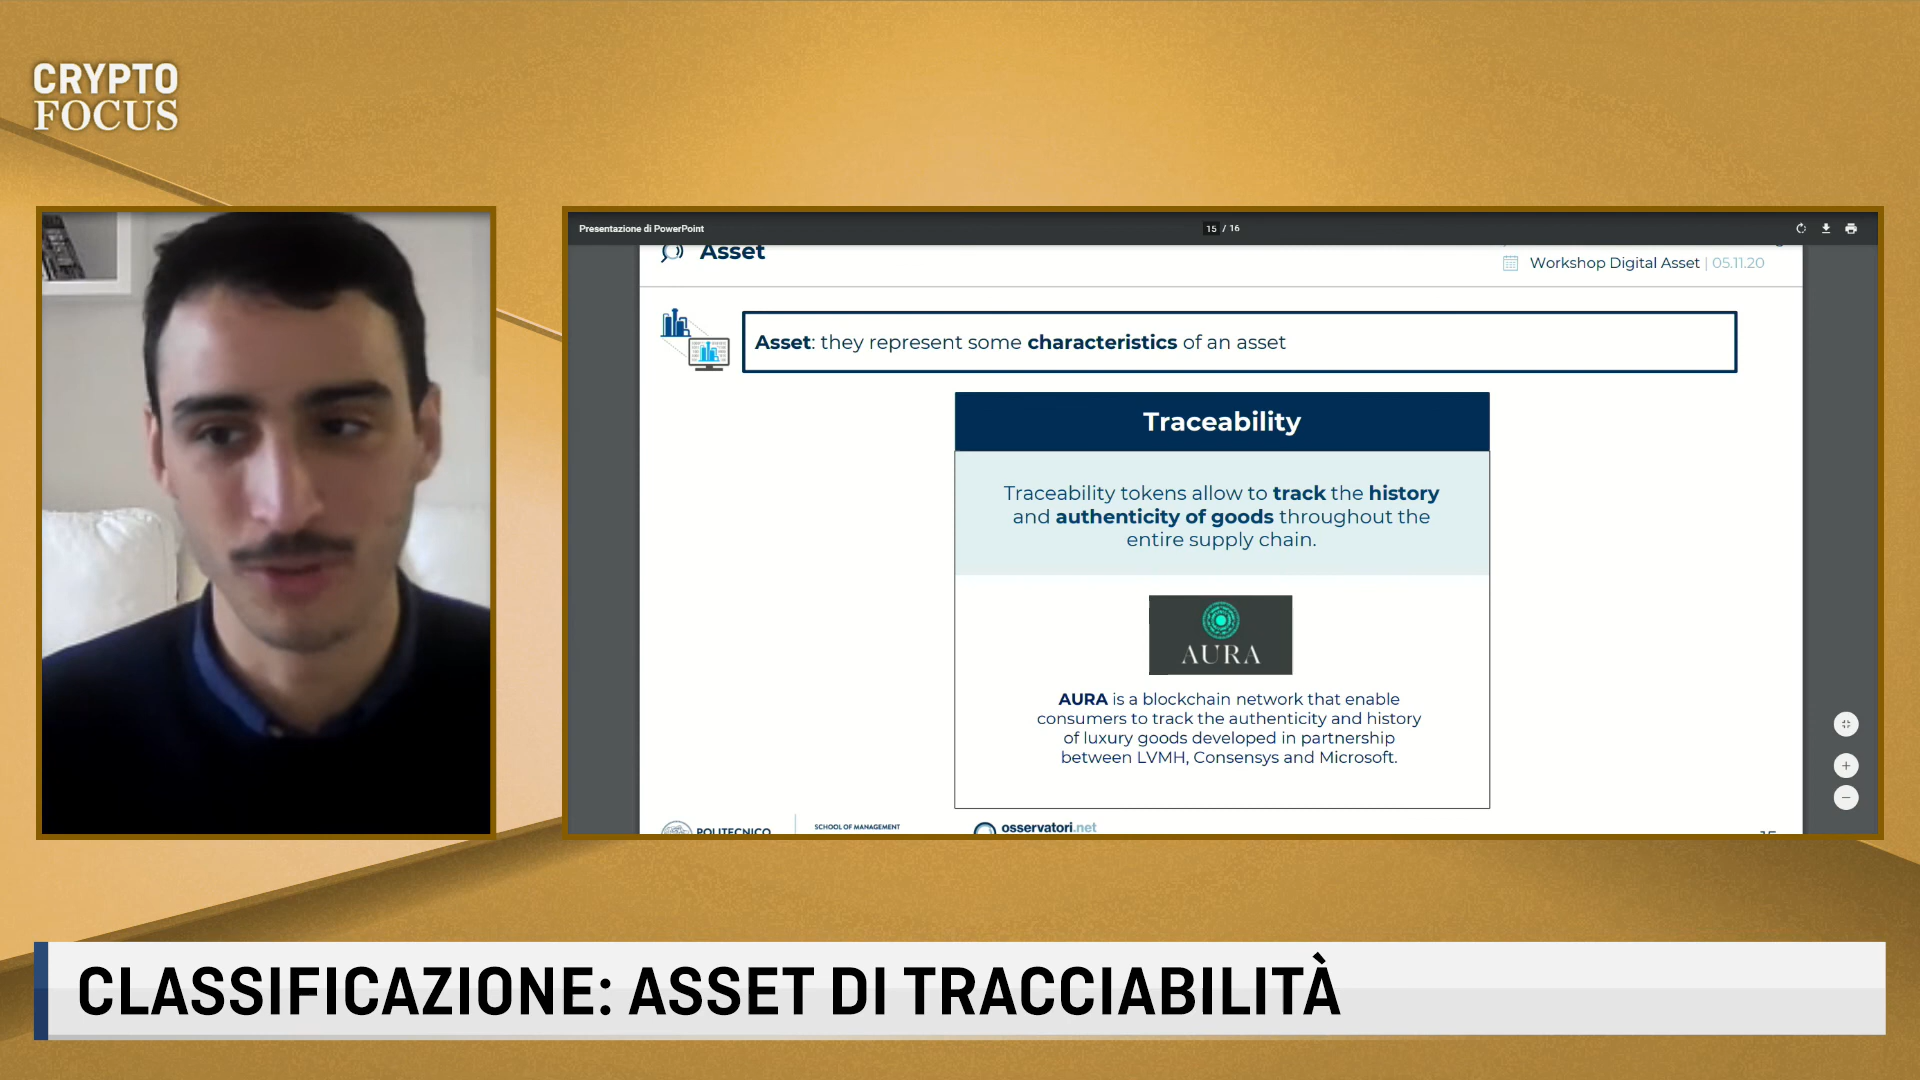 CRYPTO
FOCUS
Presentazione di PowerPoint
15 / 16
Asset
Workshop Digital Asset | 05.11.20
Asset: they represent some characteristics of an asset
Traceability
Traceability tokens allow to track the history
and authenticity of goods throughout the
entire supply chain.
AURA
AURA is a blockchain network that enable
consumers to track the authenticity and history
of luxury goods developed in partnership
between LVMH, Consensys and Microsoft.
POLITECNICO
SCHOOL OF MANAGEMENT
osservatori.net
15
CLASSIFICAZIONE: ASSET DI TRACCIABILITÀ